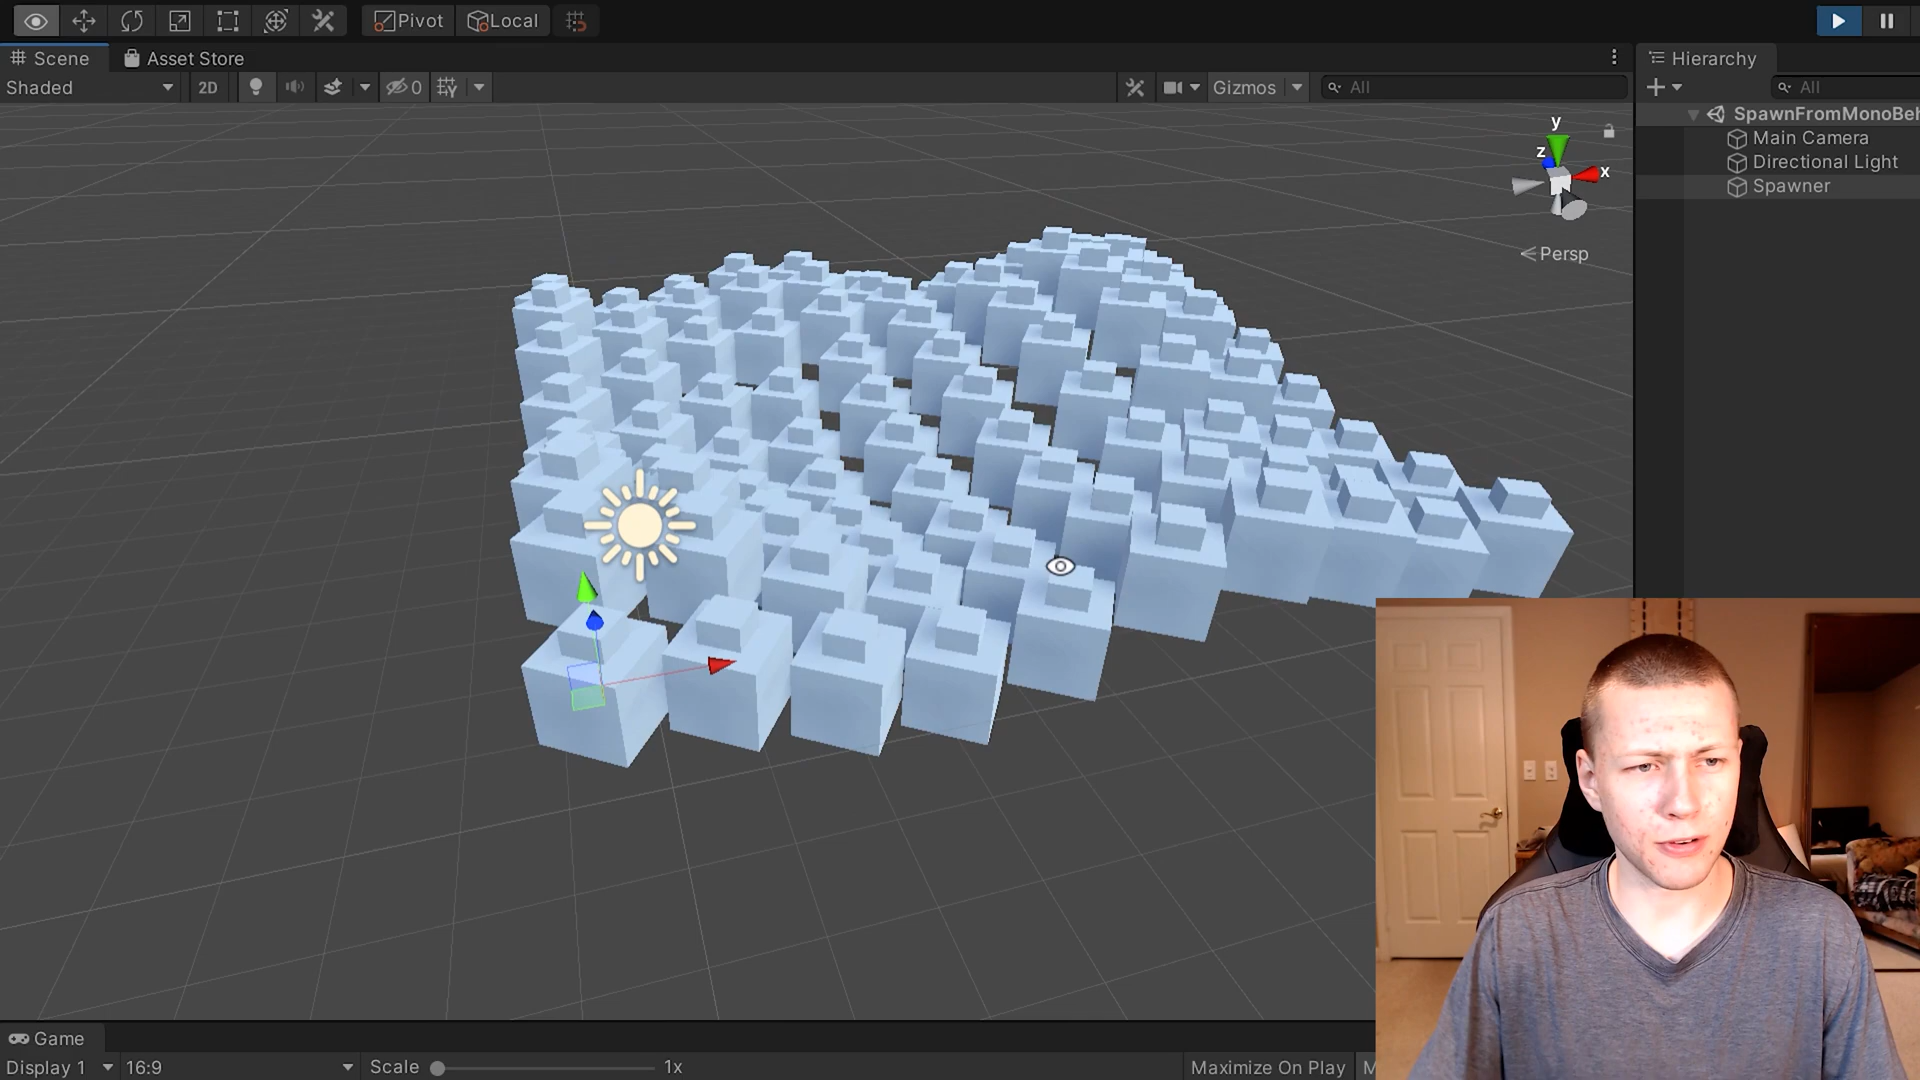 Pivot Local
Scene Asset Store
Shaded 2D 0 Gizmos All
y
z
x
Persp
Hierarchy
All
SpawnFromMonoBeh
Main Camera
Directional Light
Spawner
Game
Display 1 16:9 Scale 1x Maximize On Play M